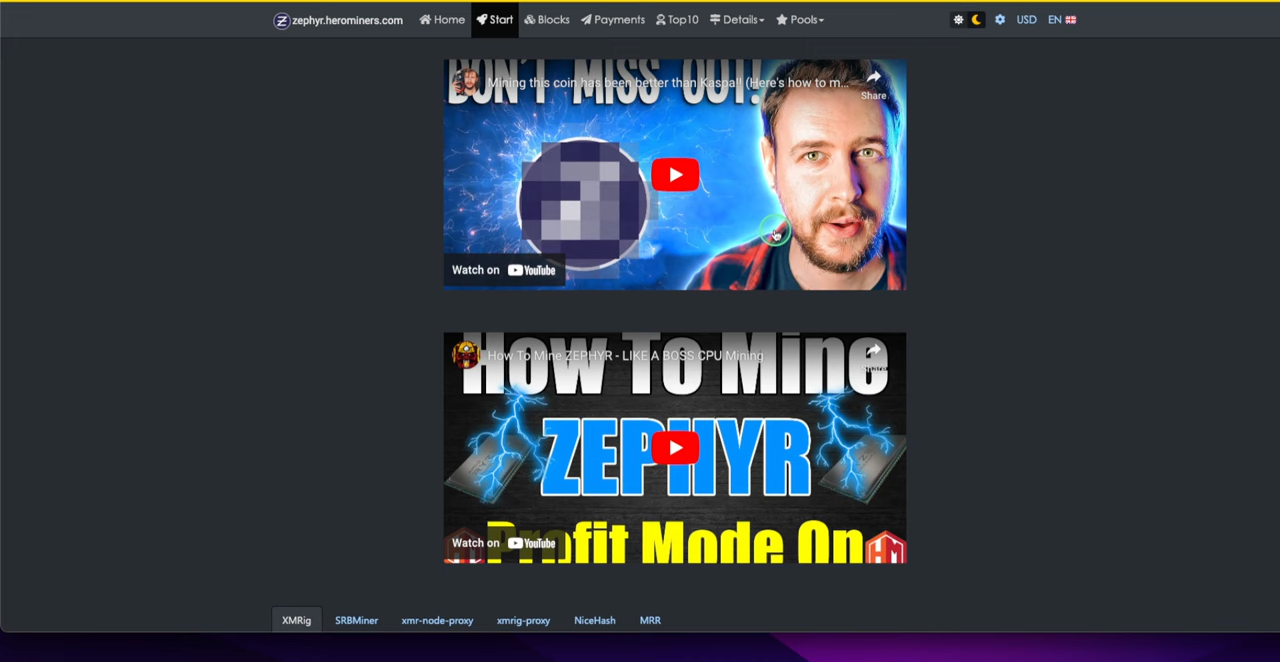 zephyr.herominers.com Home Start Blocks Payments Top10 Details Pools USD EN
DON'T MISS OUT!
Mining this coin has been better than Kaspa!! (Here's how to m...
Share
Watch on YouTube
How To Mine
How To Mine ZEPHYR - LIKE A BOSS CPU Mining
Share
ZEPHYR
Profit Mode On
Watch on YouTube
XMRig SRBMiner xmr-node-proxy xmrig-proxy NiceHash MRR